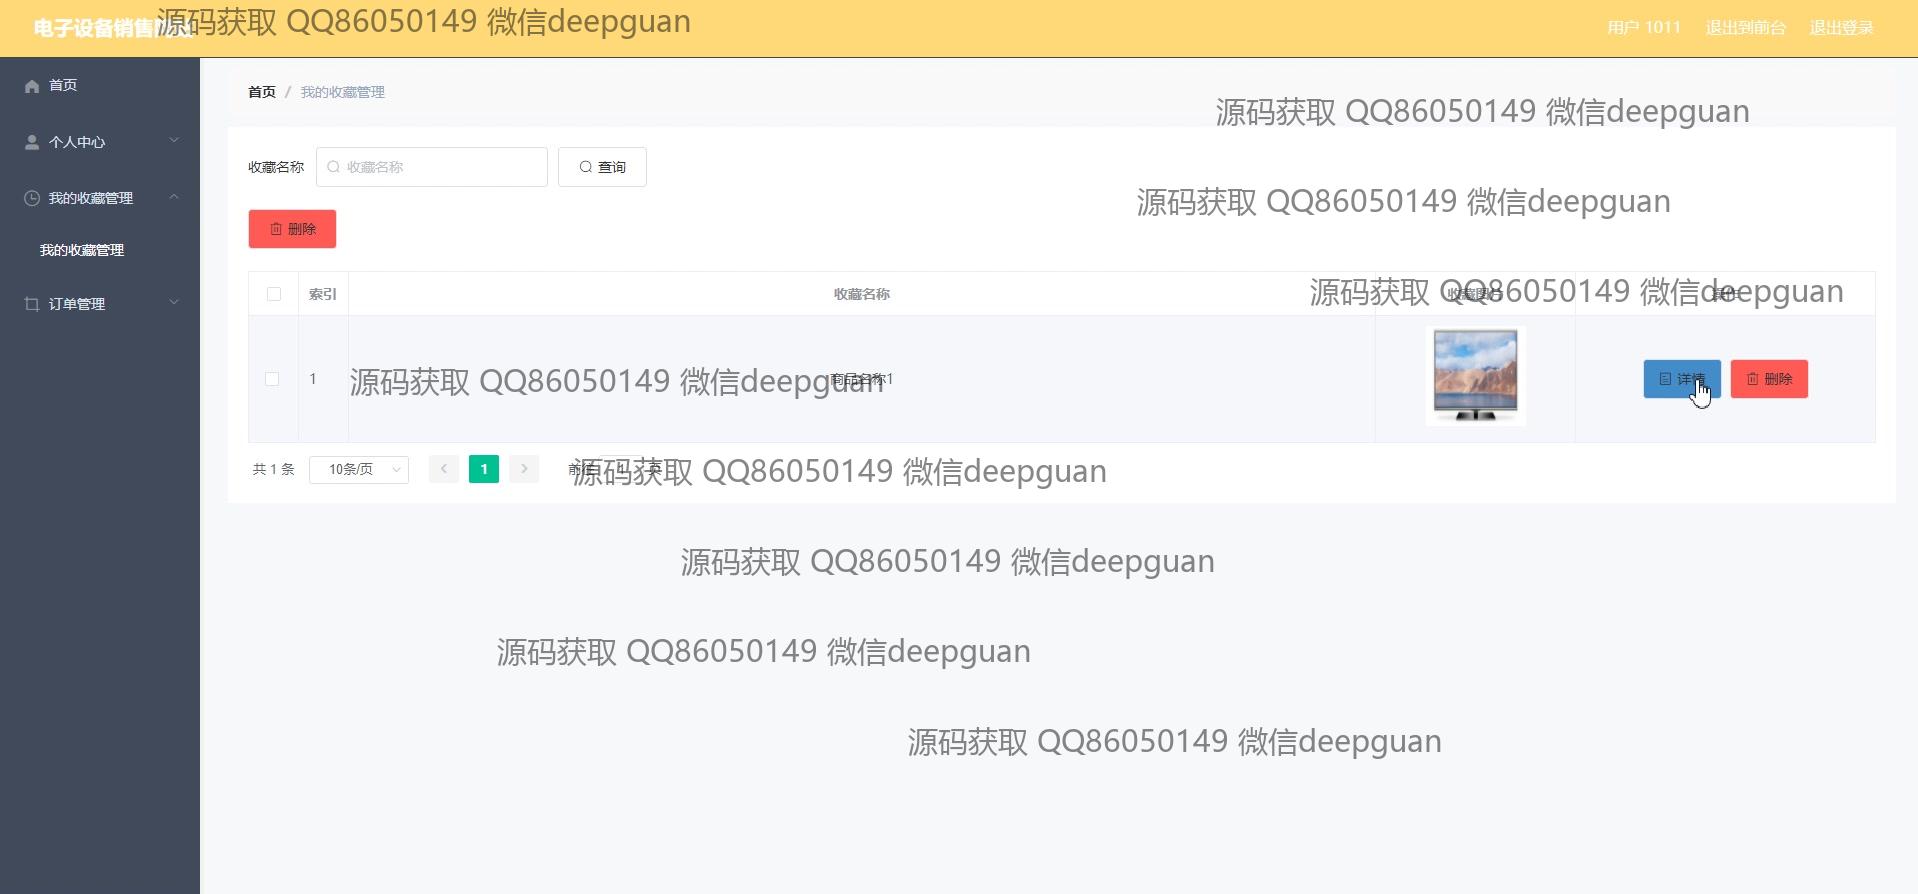 电子设备销售
源码获取 QQ86050149 微信deepguan
用户 1011 退出到前台 退出登录
首页
个人中心
我的收藏管理
我的收藏管理
订单管理
首页 / 我的收藏管理
源码获取 QQ86050149 微信deepguan
收藏名称 收藏名称 查询
源码获取 QQ86050149 微信deepguan
删除
索引 收藏名称 收藏图片 操作
源码获取 QQ86050149 微信deepguan
1 商品名称1 详情 删除
源码获取 QQ86050149 微信deepguan
共 1 条 10条/页 1 前往 1 页
源码获取 QQ86050149 微信deepguan
源码获取 QQ86050149 微信deepguan
源码获取 QQ86050149 微信deepguan
源码获取 QQ86050149 微信deepguan